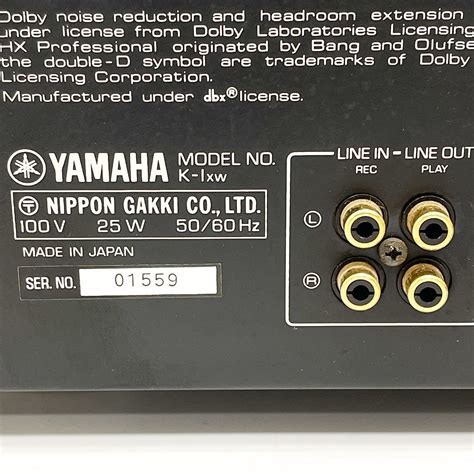 Dolby noise reduction and headroom extension
under license from Dolby Laboratories Licensing
HX Professional originated by Bang and Olufse
the double-D symbol are trademarks of Dolby
Licensing Corporation.
Manufactured under dbx® license.
YAMAHA MODEL NO. K-1xw
NIPPON GAKKI CO., LTD.
100 V 25 W 50/60 Hz
MADE IN JAPAN
SER. NO. 01559
LINE IN – LINE OUT
REC PLAY
L
R